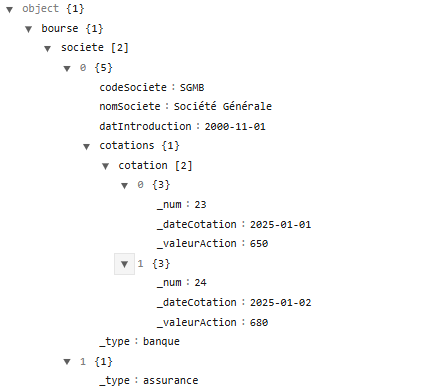 ▼ object {1}
▼ bourse {1}
▼ societe [2]
▼ 0 {5}
codeSociete : SGMB
nomSociete : Société Générale
datIntroduction : 2000-11-01
▼ cotations {1}
▼ cotation [2]
▼ 0 {3}
_num : 23
_dateCotation : 2025-01-01
_valeurAction : 650
▼ 1 {3}
_num : 24
_dateCotation : 2025-01-02
_valeurAction : 680
_type : banque
▼ 1 {1}
_type : assurance